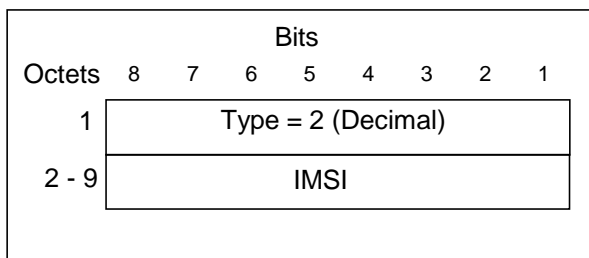 Bits
Octets 8 7 6 5 4 3 2 1
1 Type = 2 (Decimal)
2 - 9 IMSI